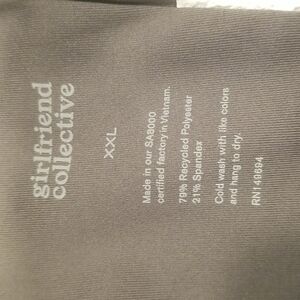 girlfriend
collective
XXL
Made in our SA8000
certified factory in Vietnam.
79% Recycled Polyester
21% Spandex
Cold wash with like colors
and hang to dry.
RN149694